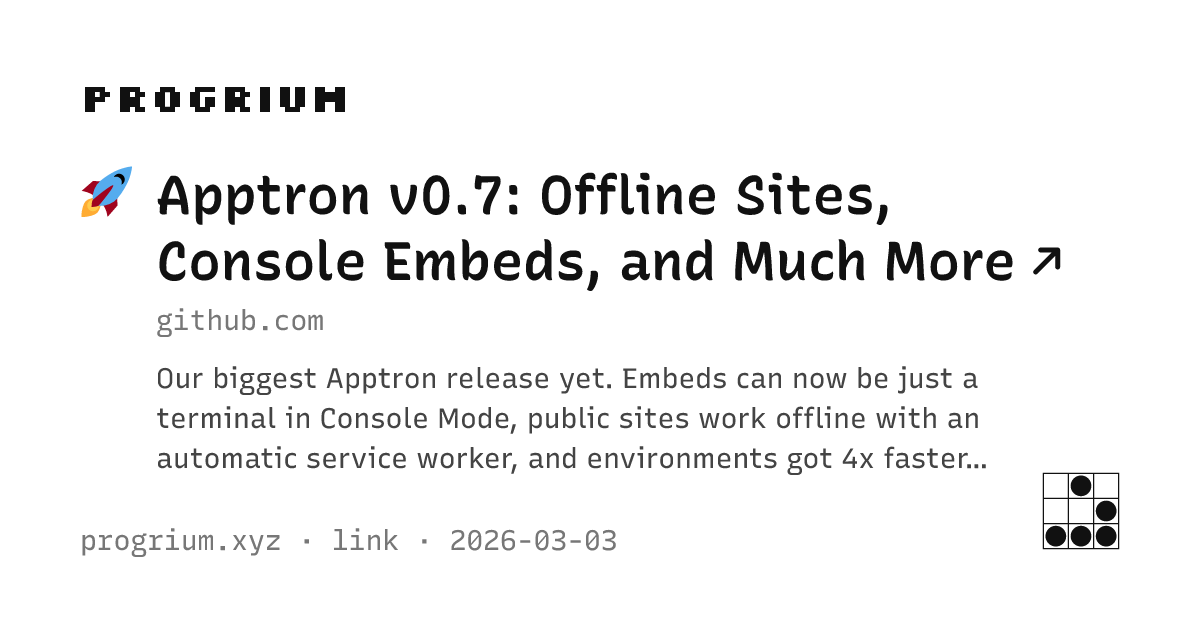 PROGRIUM
🚀 Apptron v0.7: Offline Sites,
Console Embeds, and Much More ↗
github.com
Our biggest Apptron release yet. Embeds can now be just a
terminal in Console Mode, public sites work offline with an
automatic service worker, and environments got 4x faster…
progrium.xyz · link · 2026-03-03